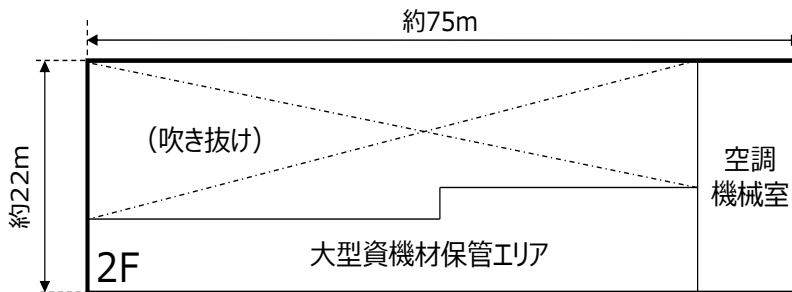 約75m
約22m
(吹き抜け)
空調
機械室
大型資機材保管エリア
2F